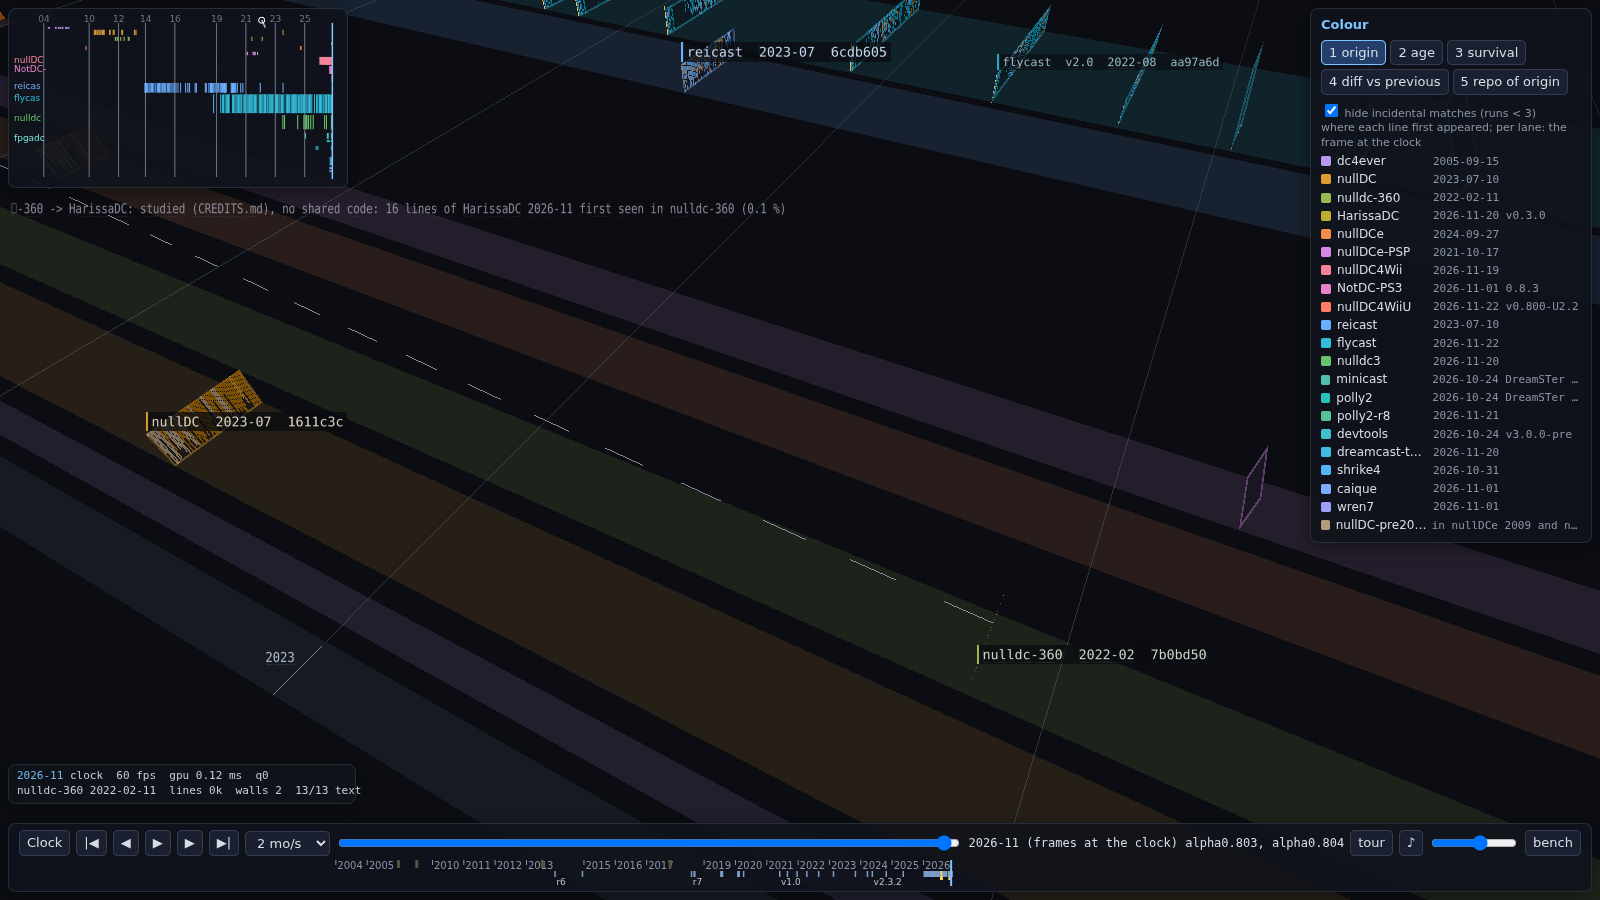 04 10 12 14 16 19 21 23 25
nullDC
NotDC-
reicas
flycas
nulldc
fpgadc
reicast 2023-07 6cdb605
flycast v2.0 2022-08 aa97a6d
-360 -> HarissaDC: studied (CREDITS.md), no shared code: 16 lines of HarissaDC 2026-11 first seen in nulldc-360 (0.1 %)
nullDC 2023-07 1611c3c
nulldc-360 2022-02 7b0bd50
2023
Colour
1 origin 2 age 3 survival
4 diff vs previous 5 repo of origin
hide incidental matches (runs < 3)
where each line first appeared; per lane: the
frame at the clock
dc4ever 2005-09-15
nullDC 2023-07-10
nulldc-360 2022-02-11
HarissaDC 2026-11-20 v0.3.0
nullDCe 2024-09-27
nullDCe-PSP 2021-10-17
nullDC4Wii 2026-11-19
NotDC-PS3 2026-11-01 0.8.3
nullDC4WiiU 2026-11-22 v0.800-U2.2
reicast 2023-07-10
flycast 2026-11-22
nulldc3 2026-11-20
minicast 2026-10-24 DreamSTer …
polly2 2026-10-24 DreamSTer …
polly2-r8 2026-11-21
devtools 2026-10-24 v3.0.0-pre
dreamcast-t… 2026-11-20
shrike4 2026-10-31
caique 2026-11-01
wren7 2026-11-01
nullDC-pre20… in nullDCe 2009 and n…
2026-11 clock 60 fps gpu 0.12 ms q0
nulldc-360 2022-02-11 lines 0k walls 2 13/13 text
Clock |◀ ◀ ▶ ▶ ▶| 2 mo/s 2026-11 (frames at the clock) alpha0.803, alpha0.804 tour ♪ bench
2004 2005 2010 2011 2012 2013 2015 2016 2017 2019 2020 2021 2022 2023 2024 2025 2026
r6 r7 v1.0 v2.3.2